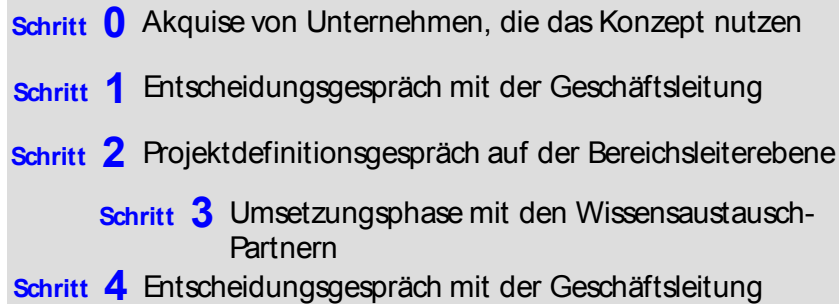 Schritt 0 Akquise von Unternehmen, die das Konzept nutzen
Schritt 1 Entscheidungsgespräch mit der Geschäftsleitung
Schritt 2 Projektdefinitionsgespräch auf der Bereichsleiterebene
Schritt 3 Umsetzungsphase mit den Wissensaustausch-
Partnern
Schritt 4 Entscheidungsgespräch mit der Geschäftsleitung